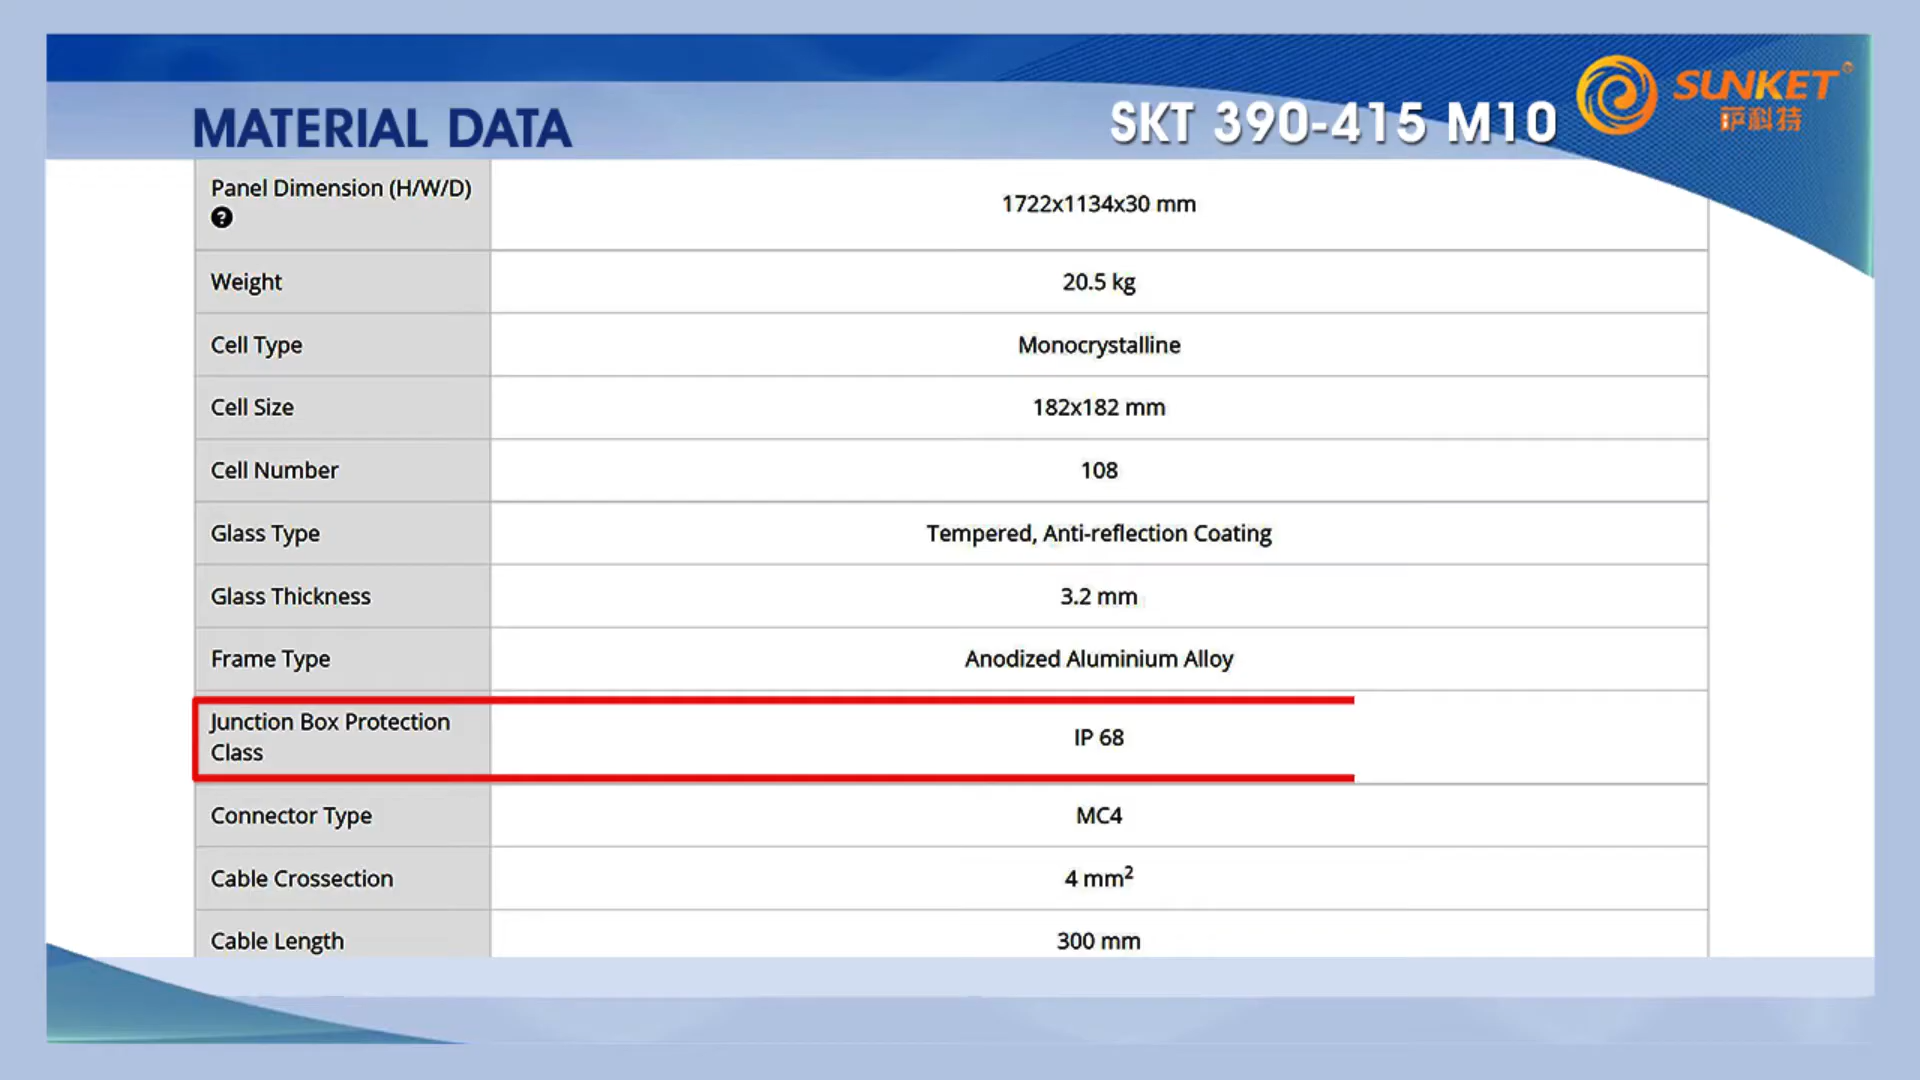 MATERIAL DATA
SKT 390-415 M10
SUNKET
萨科特
Panel Dimension (H/W/D)
?
1722x1134x30 mm
Weight
20.5 kg
Cell Type
Monocrystalline
Cell Size
182x182 mm
Cell Number
108
Glass Type
Tempered, Anti-reflection Coating
Glass Thickness
3.2 mm
Frame Type
Anodized Aluminium Alloy
Junction Box Protection
Class
IP 68
Connector Type
MC4
Cable Crossection
4 mm²
Cable Length
300 mm